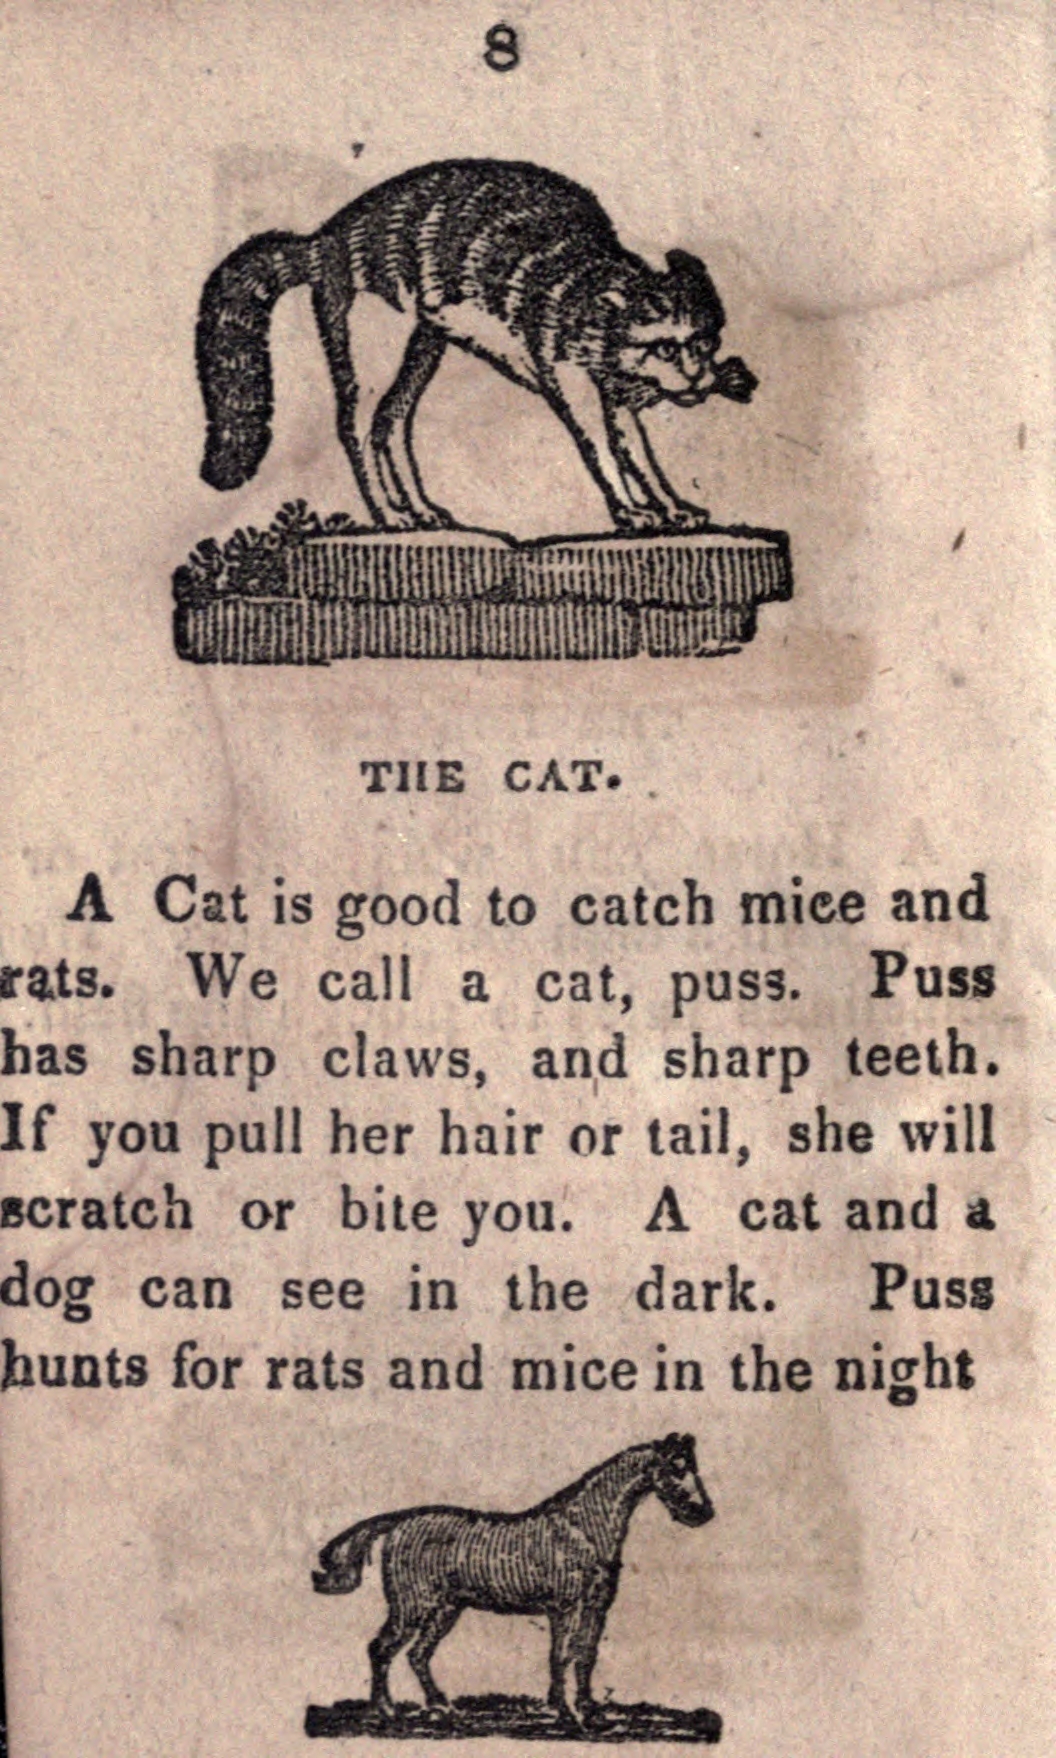 8
THE CAT.
A Cat is good to catch mice and
rats. We call a cat, puss. Puss
has sharp claws, and sharp teeth.
If you pull her hair or tail, she will
scratch or bite you. A cat and a
dog can see in the dark. Puss
hunts for rats and mice in the night